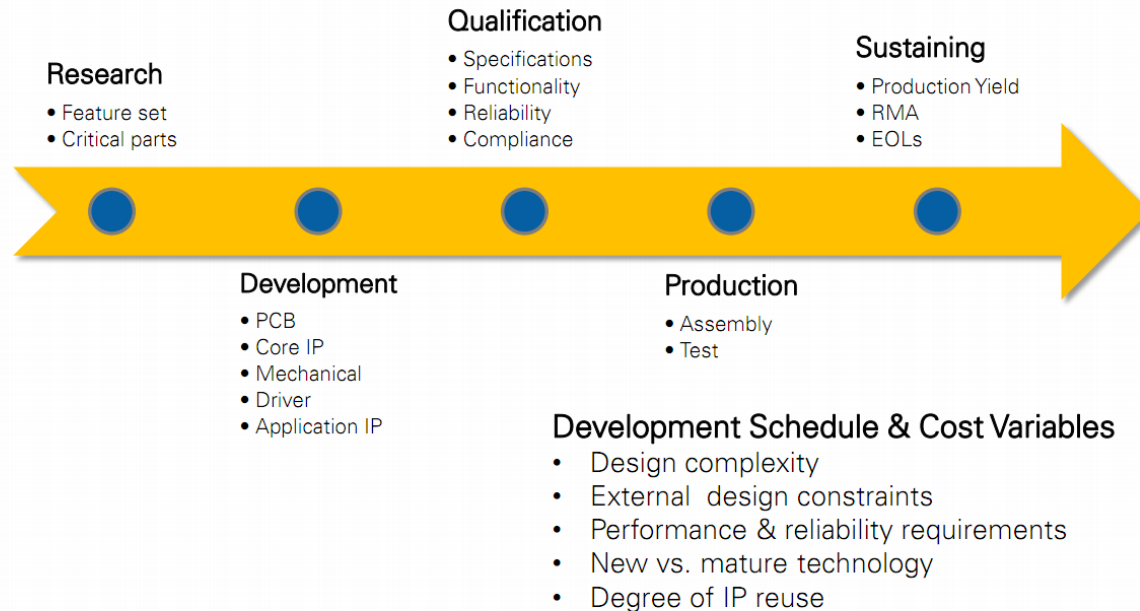 Research
• Feature set
• Critical parts
Development
• PCB
• Core IP
• Mechanical
• Driver
• Application IP
Qualification
• Specifications
• Functionality
• Reliability
• Compliance
Production
• Assembly
• Test
Sustaining
• Production Yield
• RMA
• EOLs
Development Schedule & Cost Variables
• Design complexity
• External design constraints
• Performance & reliability requirements
• New vs. mature technology
• Degree of IP reuse